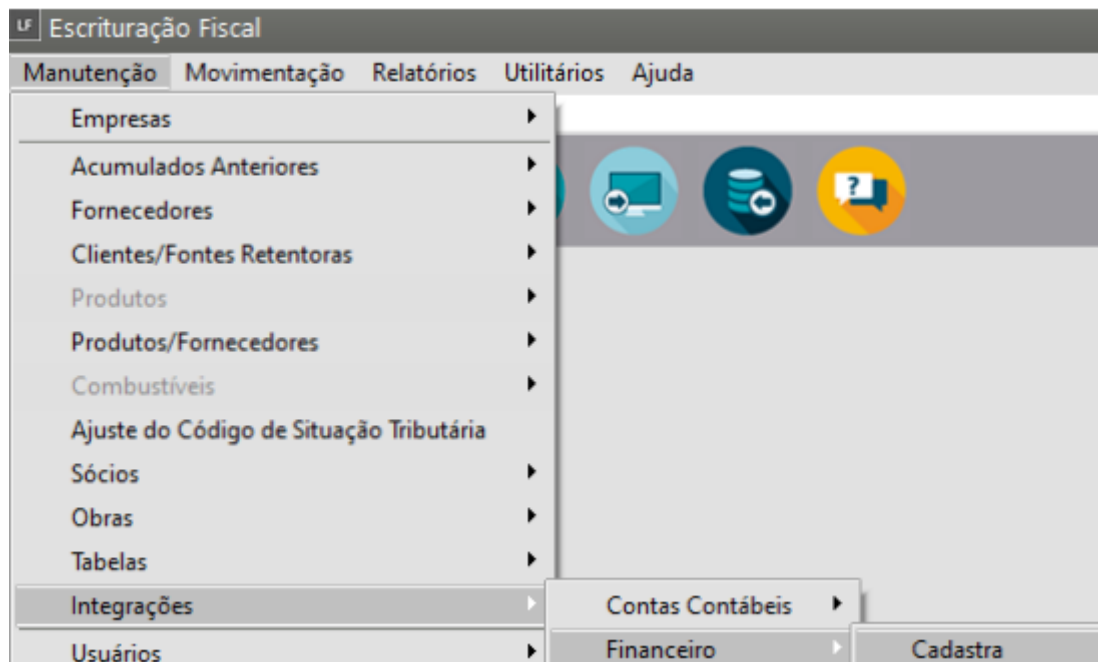 LF Escrituração Fiscal
Manutenção Movimentação Relatórios Utilitários Ajuda
Empresas
Acumulados Anteriores
Fornecedores
Clientes/Fontes Retentoras
?
Produtos
Produtos/Fornecedores
Combustíveis
Ajuste do Código de Situação Tributária
Sócios
Obras
Tabelas
Integrações Contas Contábeis
Usuários Financeiro Cadastra